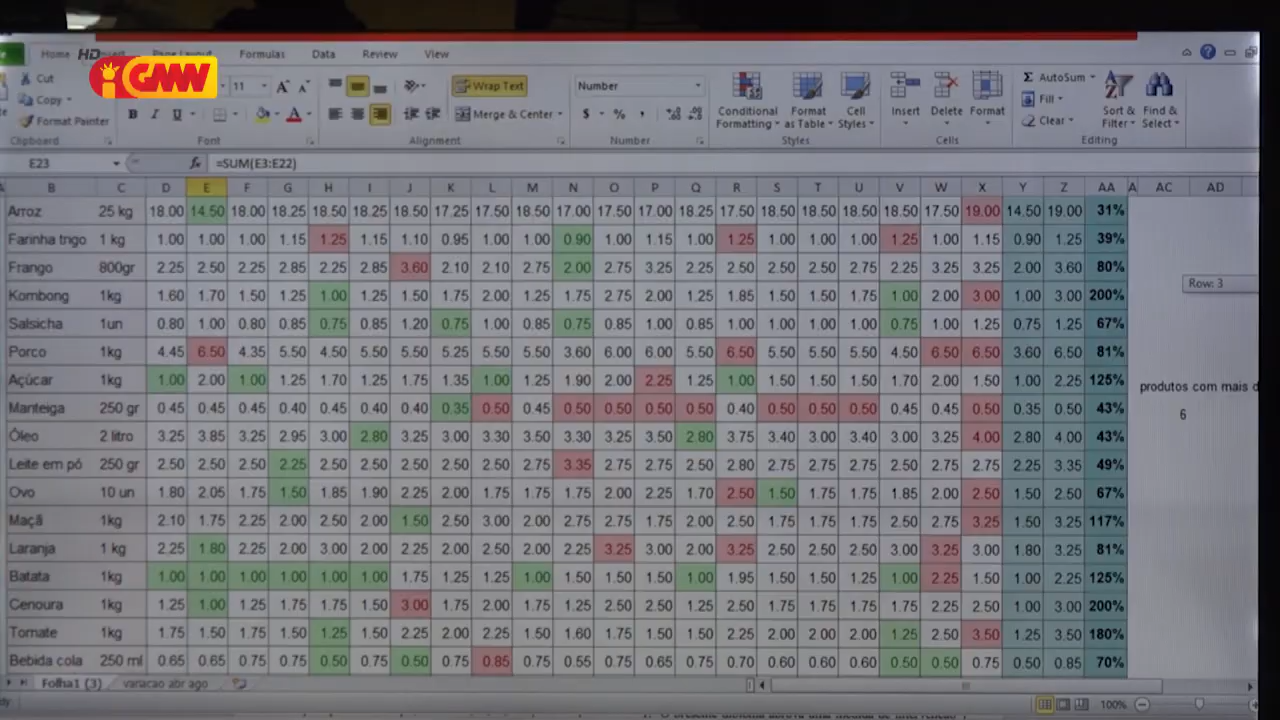 Home Insert Page Layout Formulas Data Review View
HD
GMN
Cut
Copy
Format Painter
11
Wrap Text
Merge & Center
Number
Conditional Formatting
Format as Table
Cell Styles
Insert Delete Format
AutoSum
Fill
Clear
Sort & Filter
Find & Select
Clipboard Font Alignment Number Styles Cells Editing
E23 fx =SUM(E3:E22)
A B C D E F G H I J K L M N O P Q R S T U V W X Y Z AA A AC AD
Arroz 25 kg 18.00 14.50 18.00 18.25 18.50 18.25 18.50 17.25 17.50 18.50 17.00 17.50 17.00 18.25 17.50 18.50 18.50 18.50 18.50 17.50 19.00 14.50 19.00 31%
Farinha trigo 1 kg 1.00 1.00 1.00 1.15 1.25 1.15 1.10 0.95 1.00 1.00 0.90 1.00 1.15 1.00 1.25 1.00 1.00 1.00 1.25 1.00 1.15 0.90 1.25 39%
Frango 800gr 2.25 2.50 2.25 2.85 2.25 2.85 3.60 2.10 2.10 2.75 2.00 2.75 3.25 2.25 2.50 2.50 2.75 2.75 2.25 3.25 3.25 2.00 3.60 80%
Kombong 1kg 1.60 1.70 1.50 1.25 1.00 1.25 1.50 1.75 2.00 1.25 1.75 2.75 2.00 1.25 1.85 1.50 1.50 1.75 1.00 2.00 3.00 1.00 3.00 200%
Row: 3
Salsicha 1un 0.80 1.00 0.80 0.85 0.75 0.85 1.20 0.75 1.00 0.85 0.75 0.85 1.00 0.85 1.00 1.00 1.00 1.00 0.75 1.00 1.25 0.75 1.25 67%
Porco 1kg 4.45 6.50 4.35 5.50 4.50 5.50 5.50 5.25 5.50 5.50 3.60 6.00 6.00 5.50 6.50 5.50 5.50 5.50 4.50 6.50 6.50 3.60 6.50 81%
Açúcar 1kg 1.00 2.00 1.00 1.25 1.70 1.25 1.75 1.35 1.00 1.25 1.90 2.00 2.25 1.25 1.00 1.50 1.50 1.50 1.70 2.00 1.50 1.00 2.25 125%
produtos com mais d
Manteiga 250 gr 0.45 0.45 0.45 0.40 0.45 0.40 0.40 0.35 0.50 0.45 0.50 0.50 0.50 0.50 0.40 0.50 0.50 0.50 0.45 0.45 0.50 0.35 0.50 43%
6
Óleo 2 litro 3.25 3.85 3.25 2.95 3.00 2.80 3.25 3.00 3.30 3.50 3.30 3.25 3.50 2.80 3.75 3.40 3.00 3.40 3.00 3.25 4.00 2.80 4.00 43%
Leite em pó 250 gr 2.50 2.50 2.50 2.25 2.50 2.50 2.50 2.50 2.50 2.75 3.35 2.75 2.75 2.50 2.80 2.75 2.75 2.75 2.50 2.75 2.75 2.25 3.35 49%
Ovo 10 un 1.80 2.05 1.75 1.50 1.85 1.90 2.25 2.00 1.75 1.75 1.75 2.00 2.25 1.70 2.50 1.50 1.75 1.75 1.85 2.00 2.50 1.50 2.50 67%
Maçã 1kg 2.10 1.75 2.25 2.00 2.50 2.00 1.50 2.50 3.00 2.00 2.75 2.75 1.75 2.00 2.50 2.50 2.50 2.00 2.50 2.75 3.25 1.50 3.25 117%
Laranja 1 kg 2.25 1.80 2.25 2.00 3.00 2.00 2.50 2.00 2.50 2.00 2.25 3.25 3.00 2.00 3.25 2.50 2.50 2.50 3.00 3.25 3.00 1.80 3.25 81%
Batata 1kg 1.00 1.00 1.00 1.00 1.00 1.00 1.75 1.25 1.25 1.00 1.50 1.50 1.50 1.00 1.95 1.50 1.50 1.25 1.00 2.25 1.50 1.00 2.25 125%
Cenoura 1kg 1.25 1.00 1.25 1.75 1.75 1.50 3.00 1.75 2.00 1.75 1.25 2.50 2.50 1.25 2.50 1.75 1.75 1.75 2.25 2.50 2.50 1.00 3.00 200%
Tomate 1kg 1.75 1.50 1.75 1.50 1.25 1.50 2.25 2.00 2.25 1.50 1.60 1.75 1.50 1.50 2.25 2.00 2.00 2.00 1.25 2.50 3.50 1.25 3.50 180%
Bebida cola 250 ml 0.65 0.65 0.75 0.75 0.50 0.75 0.50 0.75 0.85 0.75 0.55 0.75 0.65 0.75 0.70 0.60 0.60 0.60 0.50 0.50 0.75 0.50 0.85 70%
Folha1 (3) variacao abr ago
100%